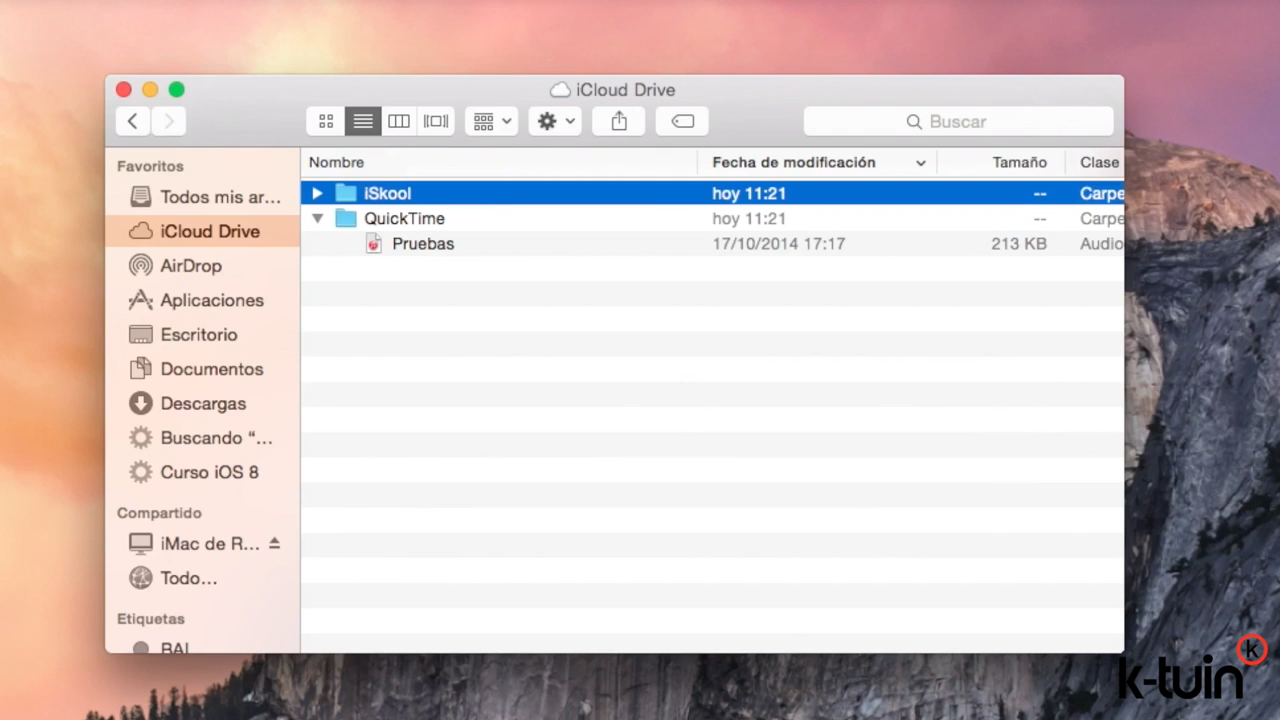 iCloud Drive
Buscar
Favoritos
Todos mis ar...
iCloud Drive
AirDrop
Aplicaciones
Escritorio
Documentos
Descargas
Buscando “...
Curso iOS 8
Compartido
iMac de R...
Todo...
Etiquetas
Nombre Fecha de modificación Tamaño Clase
iSkool hoy 11:21 -- Carpe
QuickTime hoy 11:21 -- Carpe
Pruebas 17/10/2014 17:17 213 KB Audio
k-tuin k